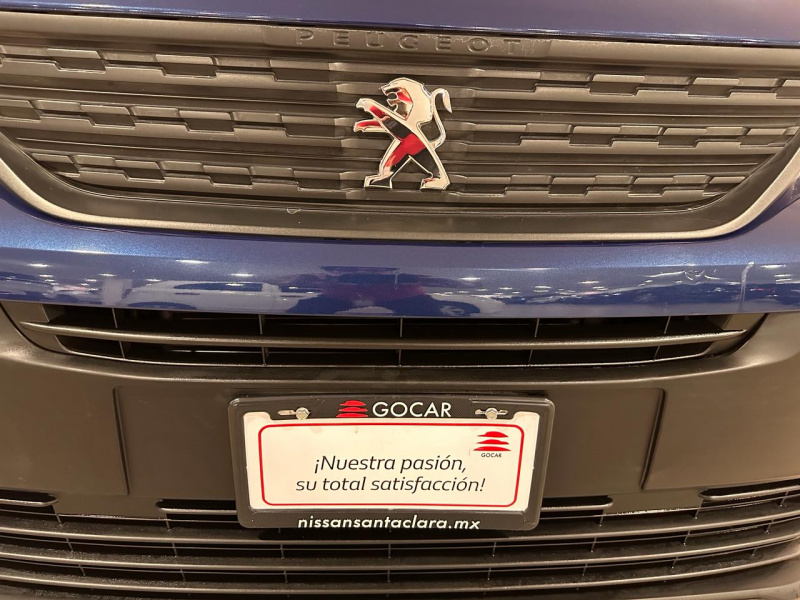 PEUGEOT
GOCAR
GOCAR
¡Nuestra pasión,
su total satisfacción!
nissansantaclara.mx